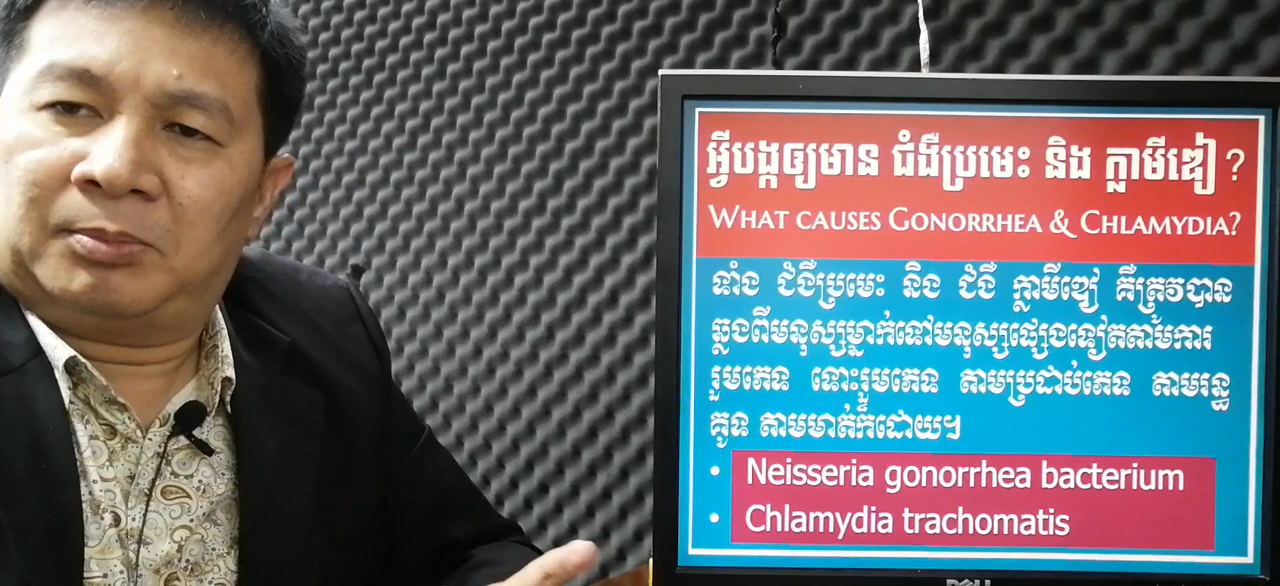 អ្វីបង្កឲ្យមាន ជំងឺប្រមេះ និង ក្លាមីឌៀ ?
WHAT CAUSES GONORRHEA & CHLAMYDIA?
ទាំង ជំងឺប្រមេះ និង ជំងឺ ក្លាមីឌៀ គឺត្រូវបាន
ឆ្លងពីមនុស្សម្នាក់ទៅមនុស្សផ្សេងទៀតតាមការ
រួមភេទ ទោះរួមភេទ តាមប្រដាប់ភេទ តាមរន្ធ
គូទ តាមមាត់ក៏ដោយ។
• Neisseria gonorrhea bacterium
• Chlamydia trachomatis
DELL